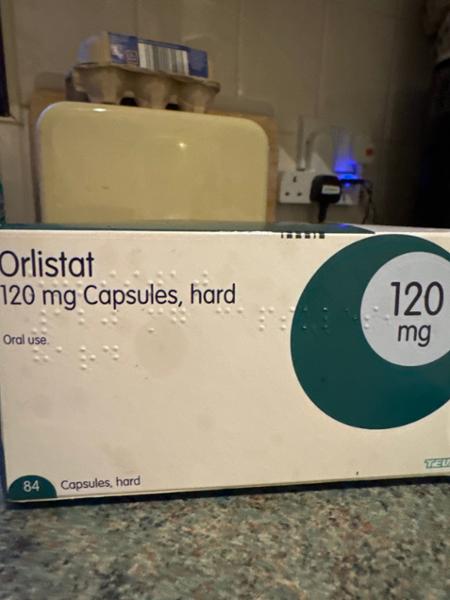 Orlistat
120 mg Capsules, hard
120
mg
Oral use.
84 Capsules, hard